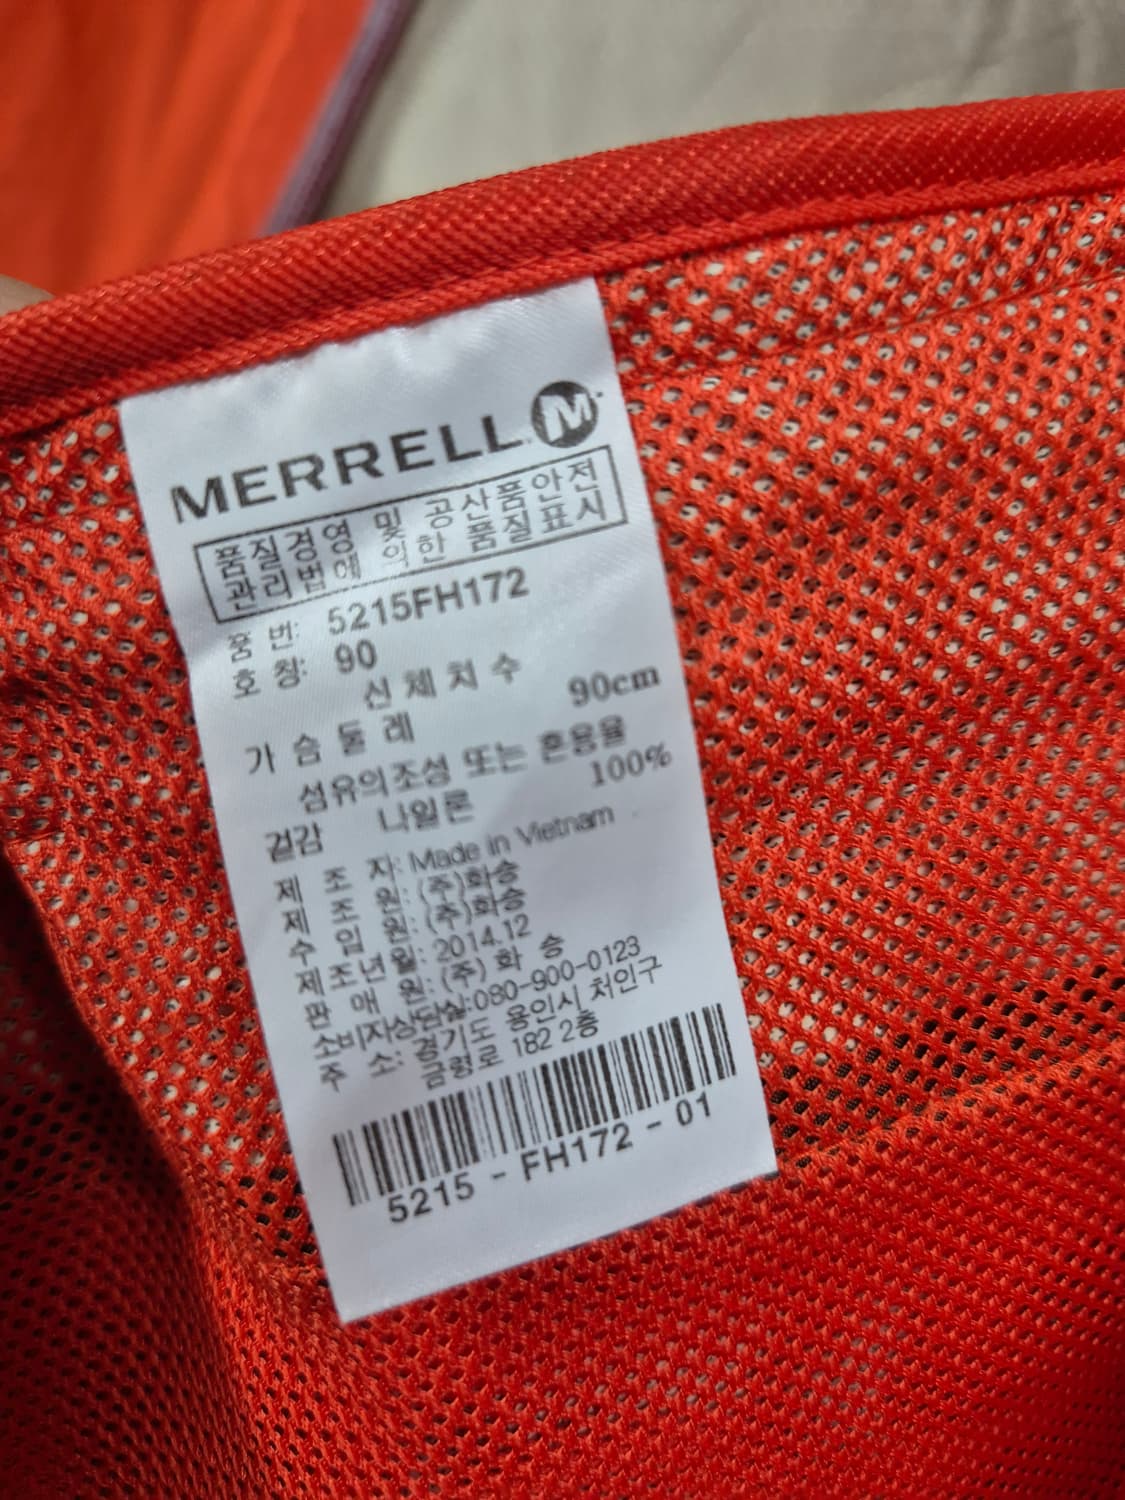 MERRELL M
품질경영 및 공산품안전
관리법에 의한 품질표시
품 번: 5215FH172
호 칭: 90
신 체 치 수
가 슴 둘 레 90cm
섬유의조성 또는 혼용율
겉감 나일론 100%
제 조 자: Made in Vietnam
제 조 원: (주)화승
수 입 원: (주)화승
제조년월: 2014.12
판 매 원: (주) 화 승
소비자상담실:080-900-0123
주 소: 경기도 용인시 처인구
금령로 182 2층
5215 - FH172 - 01